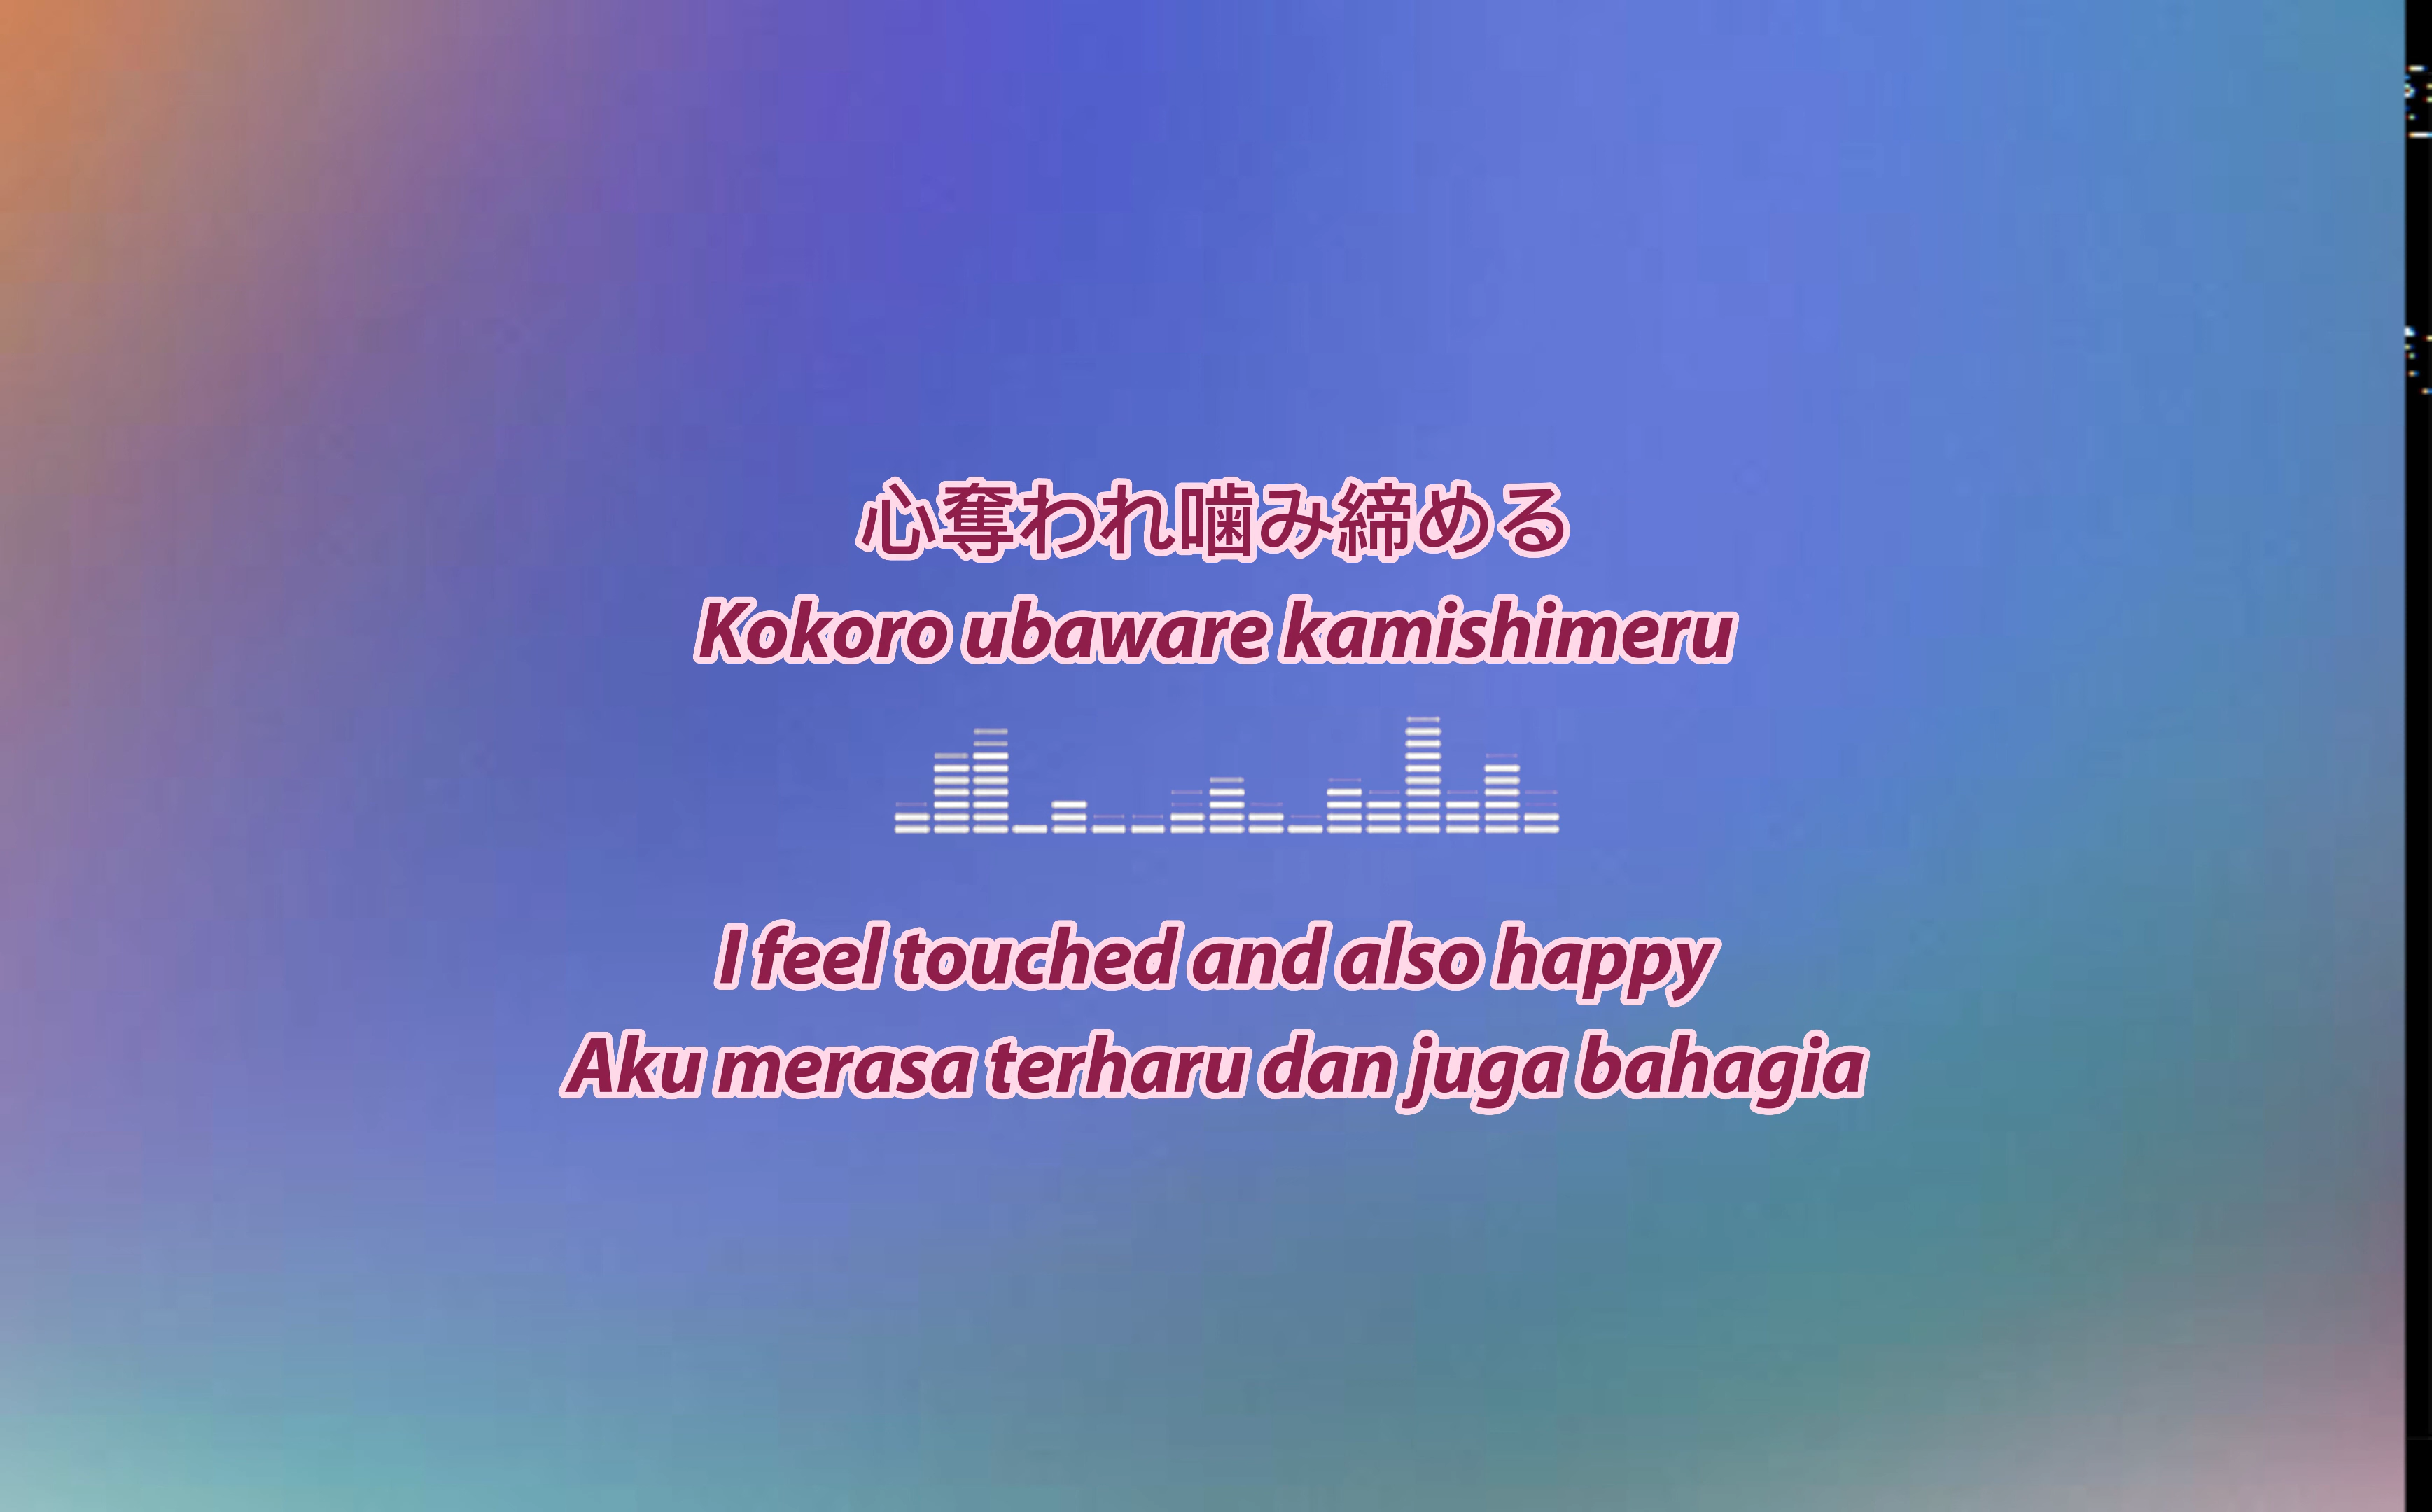 心奪われ噛み締める
Kokoro ubaware kamishimeru
I feel touched and also happy
Aku merasa terharu dan juga bahagia